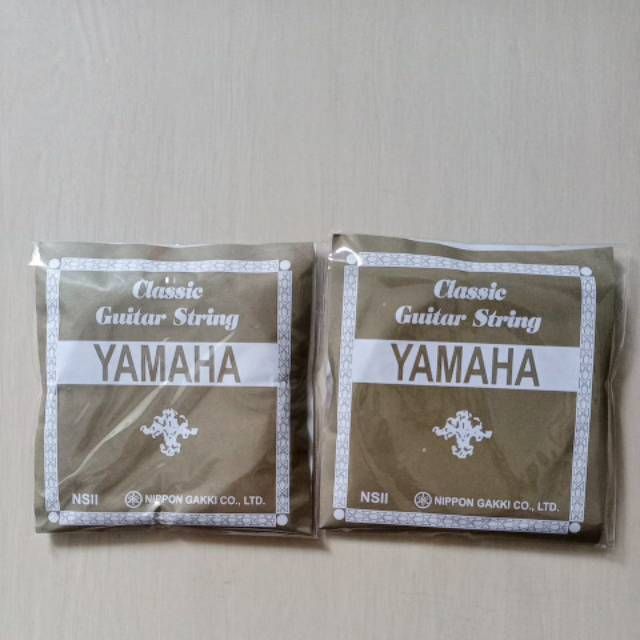 Classic
Guitar String
YAMAHA
NSII NIPPON GAKKI CO., LTD.
Classic
Guitar String
YAMAHA
NSII NIPPON GAKKI CO., LTD.